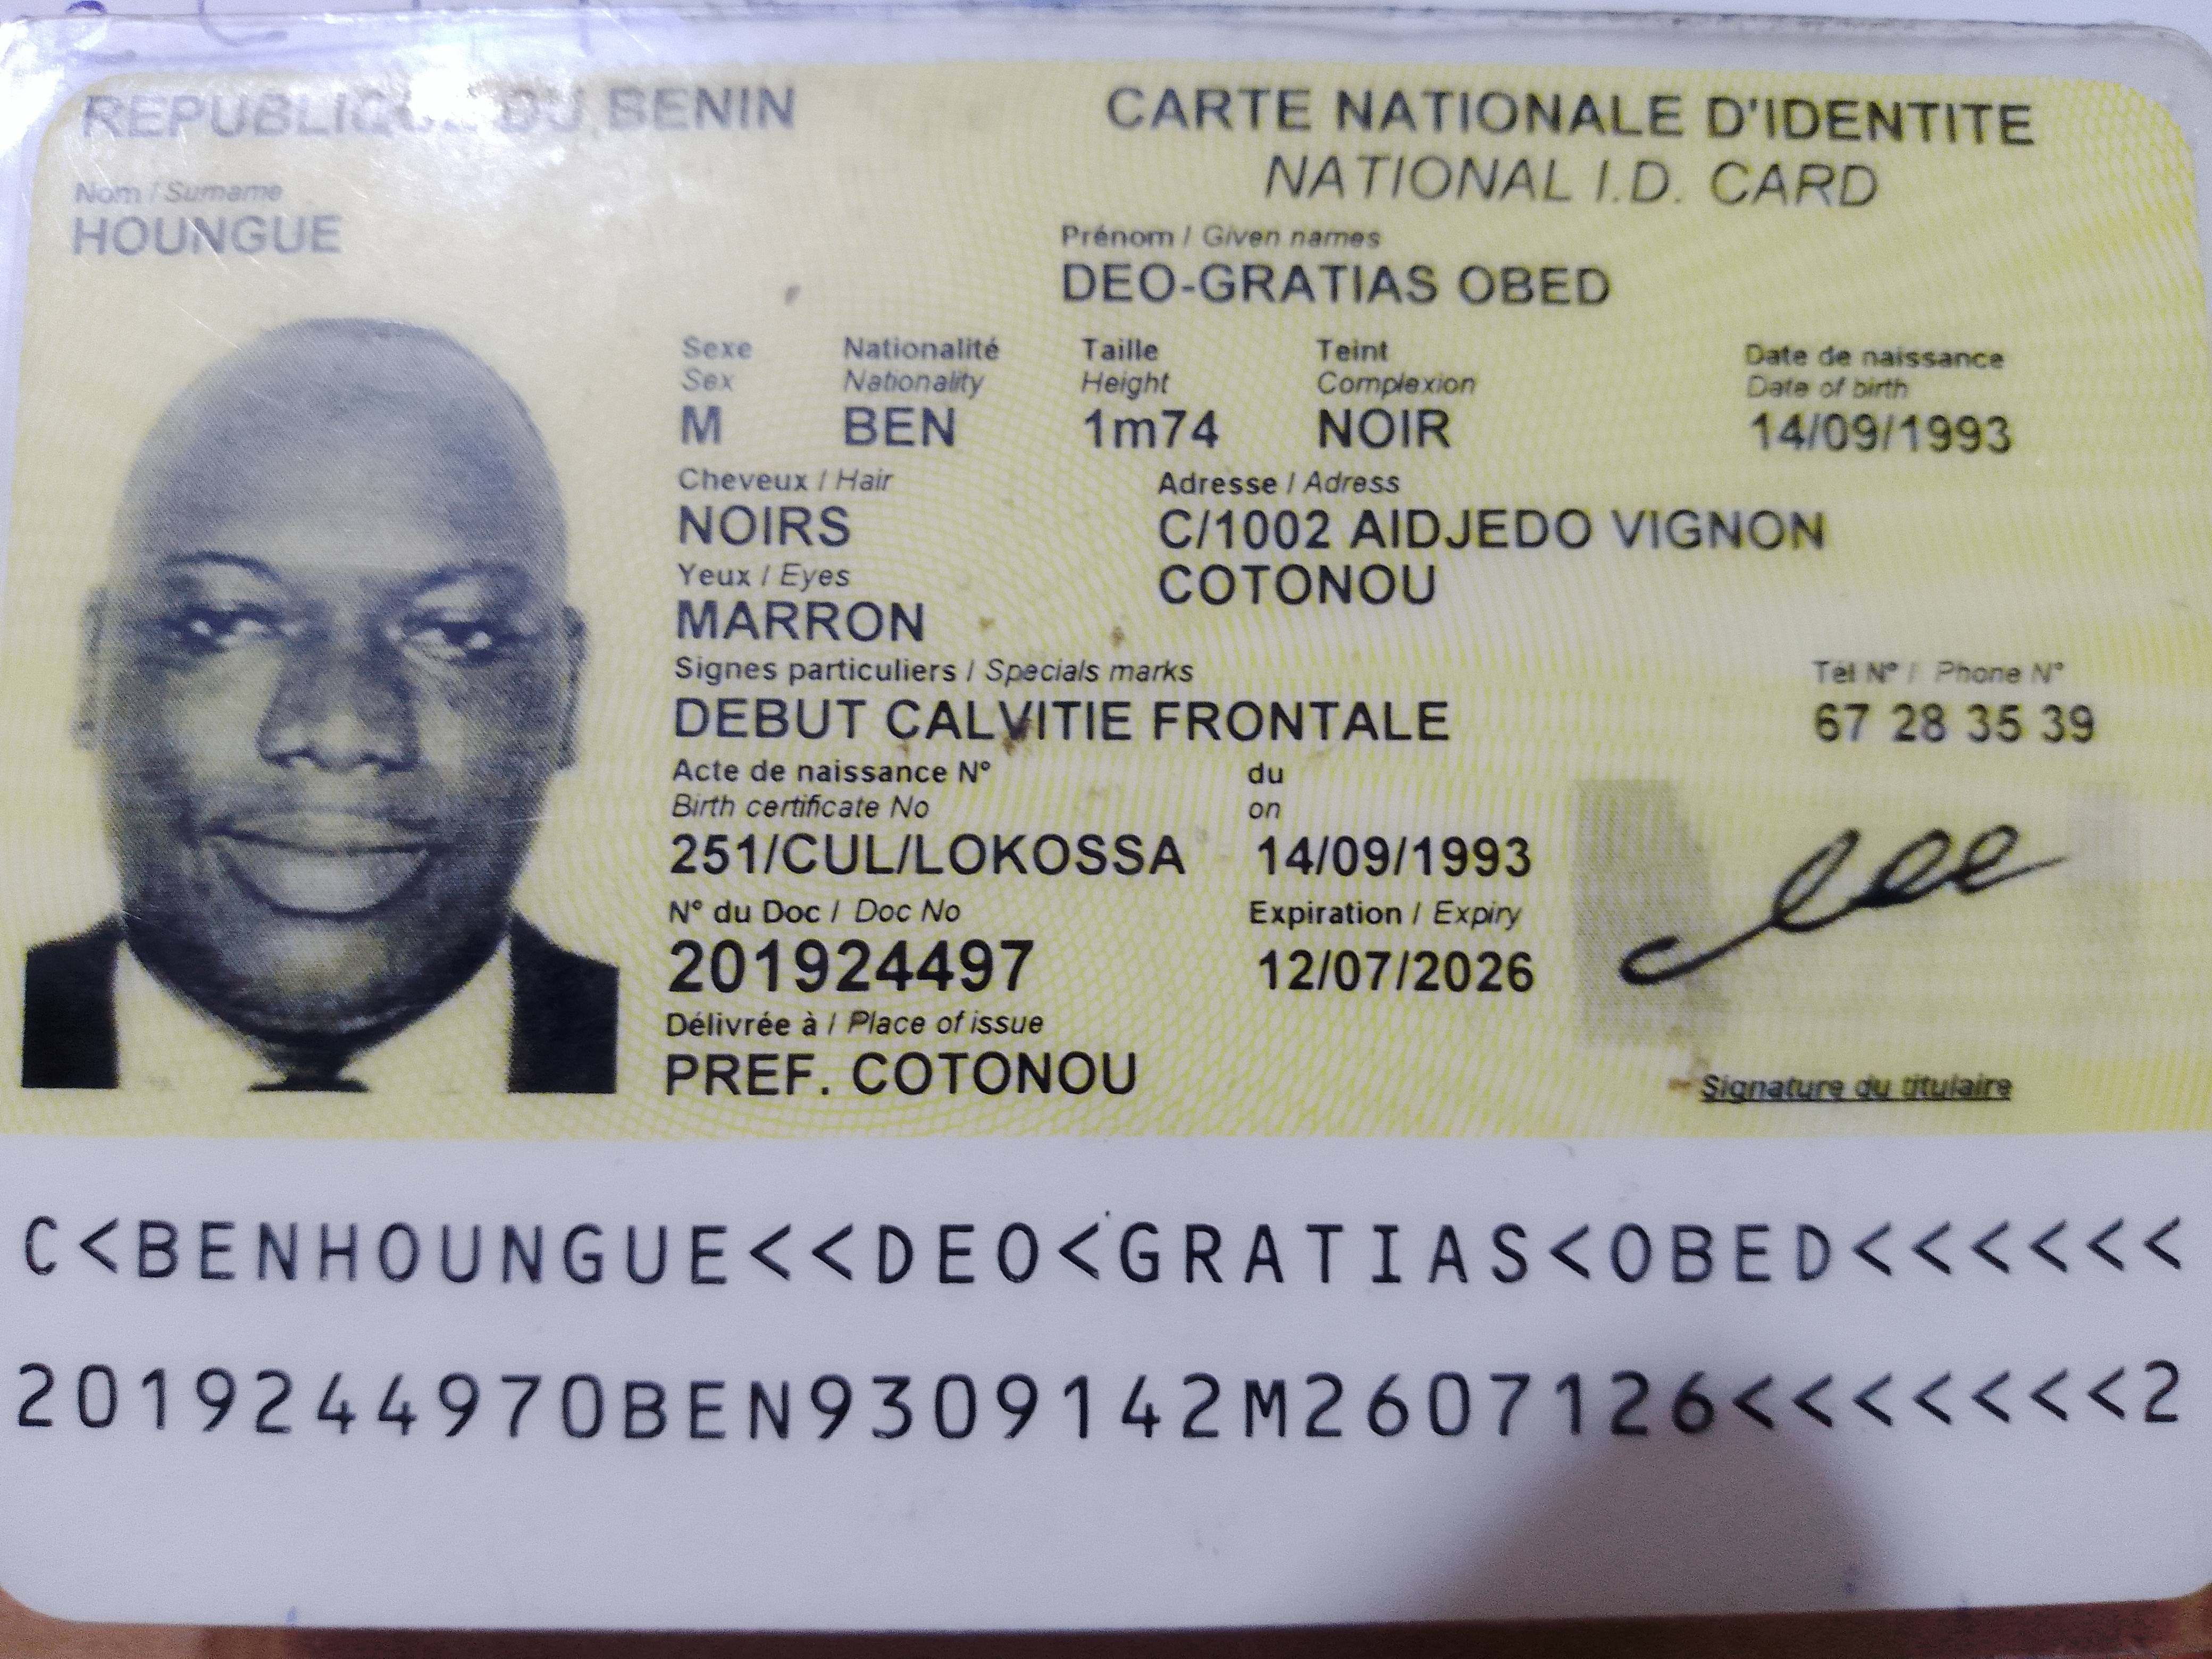 REPUBLIQUE DU BENIN
CARTE NATIONALE D'IDENTITE
NATIONAL I.D. CARD
Nom / Surname
HOUNGUE
Prénom / Given names
DEO-GRATIAS OBED
Sexe Nationalité Taille Teint Date de naissance
Sex Nationality Height Complexion Date of birth
M BEN 1m74 NOIR 14/09/1993
Cheveux / Hair Adresse / Adress
NOIRS C/1002 AIDJEDO VIGNON
COTONOU
Yeux / Eyes
MARRON
Signes particuliers / Specials marks Tél N° / Phone N°
DEBUT CALVITIE FRONTALE 67 28 35 39
Acte de naissance N° du
Birth certificate No on
251/CUL/LOKOSSA 14/09/1993
N° du Doc / Doc No Expiration / Expiry
201924497 12/07/2026
Délivrée à / Place of issue
PREF. COTONOU
Signature du titulaire
C<BENHOUNGUE<<DEO<GRATIAS<OBED<<<<<<
2019244970BEN9309142M2607126<<<<<<<2